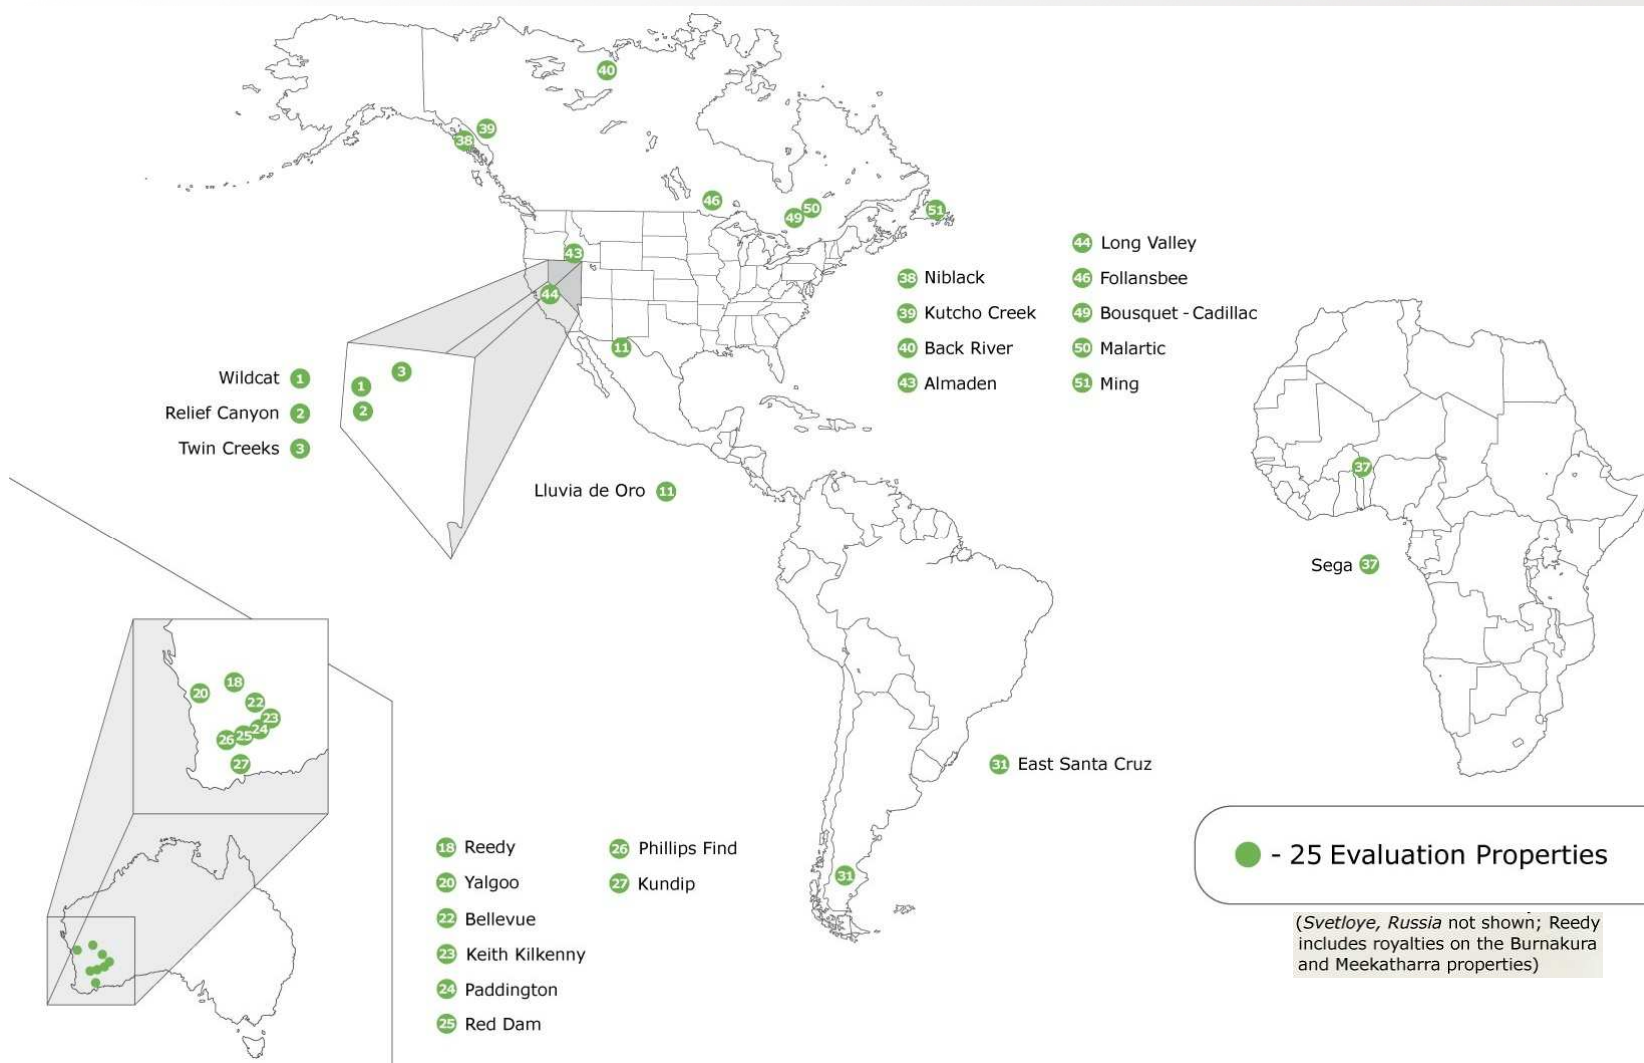 40
39
38
46
50
49
51
43
44
11
44 Long Valley
38 Niblack
46 Follansbee
39 Kutcho Creek
49 Bousquet - Cadillac
40 Back River
50 Malartic
43 Almaden
51 Ming
Wildcat 1
Relief Canyon 2
Twin Creeks 3
1
3
2
Lluvia de Oro 11
37
Sega 37
18
20
22
23
24
25
26
27
31 East Santa Cruz
31
18 Reedy
20 Yalgoo
22 Bellevue
23 Keith Kilkenny
24 Paddington
25 Red Dam
26 Phillips Find
27 Kundip
- 25 Evaluation Properties
(Svetloye, Russia not shown; Reedy
includes royalties on the Burnakura
and Meekatharra properties)